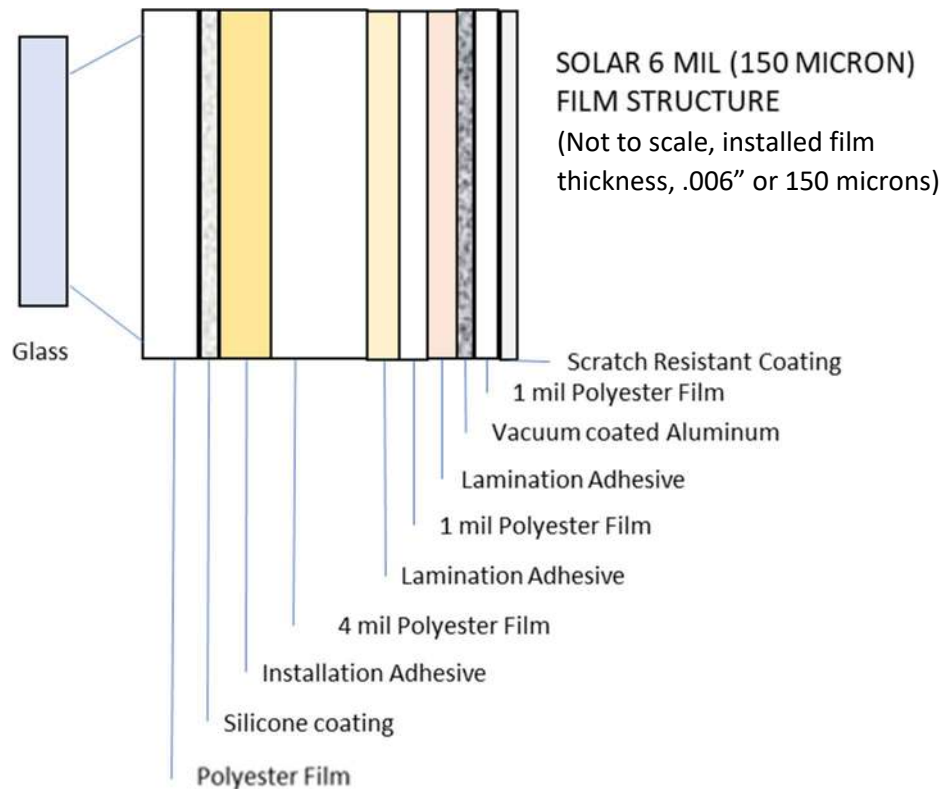 SOLAR 6 MIL (150 MICRON)
FILM STRUCTURE
(Not to scale, installed film
thickness, .006” or 150 microns)
Glass
Scratch Resistant Coating
1 mil Polyester Film
Vacuum coated Aluminum
Lamination Adhesive
1 mil Polyester Film
Lamination Adhesive
4 mil Polyester Film
Installation Adhesive
Silicone coating
Polyester Film